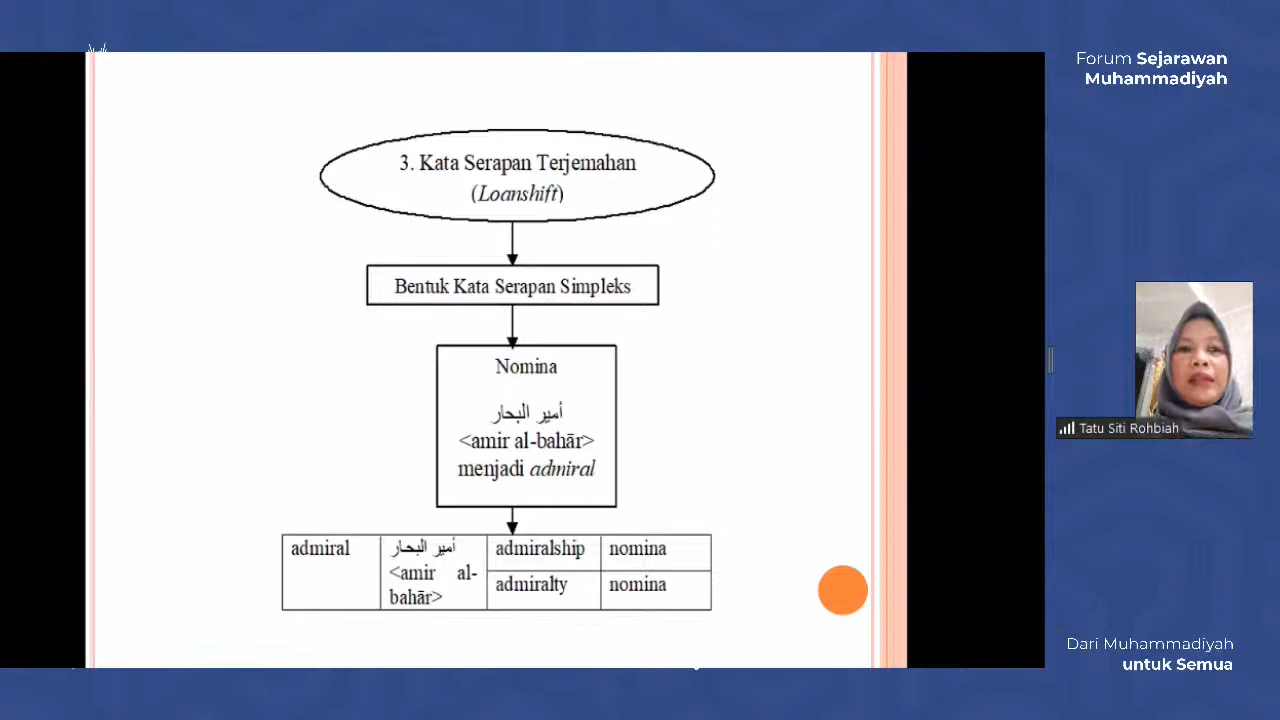 Forum Sejarawan
Muhammadiyah
3. Kata Serapan Terjemahan
(Loanshift)
Bentuk Kata Serapan Simpleks
Nomina
أمير البحار
<amir al-bahār>
menjadi admiral
admiral
أمير البحار
<amir al-
bahār>
admiralship
nomina
admiralty
nomina
Tatu Siti Rohbiah
Dari Muhammadiyah
untuk Semua